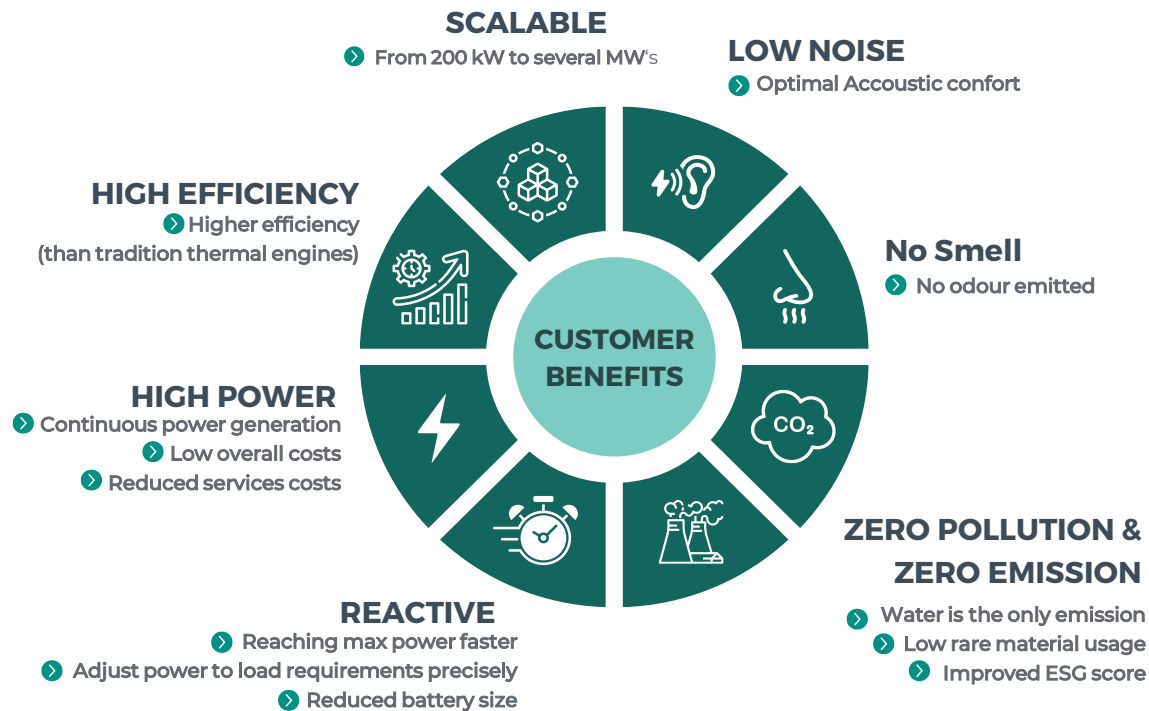 SCALABLE
From 200 kW to several MW‘s
LOW NOISE
Optimal Accoustic confort
HIGH EFFICIENCY
Higher efficiency
(than tradition thermal engines)
No Smell
No odour emitted
CUSTOMER
BENEFITS
HIGH POWER
Continuous power generation
Low overall costs
Reduced services costs
CO₂
ZERO POLLUTION &
ZERO EMISSION
Water is the only emission
Low rare material usage
Improved ESG score
REACTIVE
Reaching max power faster
Adjust power to load requirements precisely
Reduced battery size